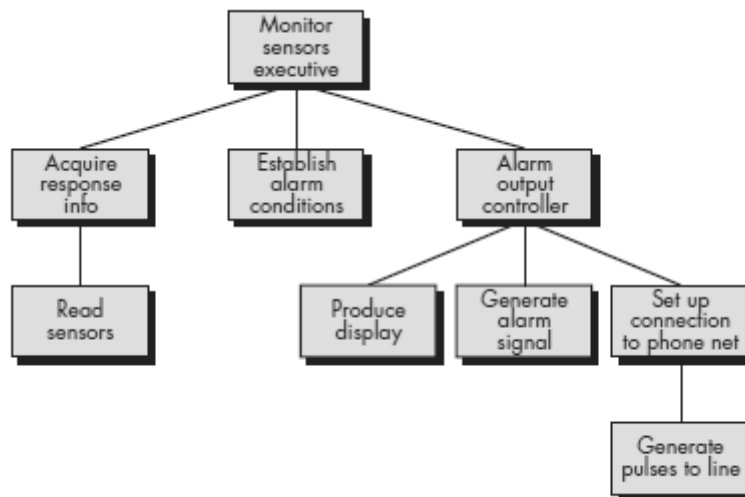 Monitor
sensors
executive
Acquire
response
info
Establish
alarm
conditions
Alarm
output
controller
Read
sensors
Produce
display
Generate
alarm
signal
Set up
connection
to phone net
Generate
pulses to line